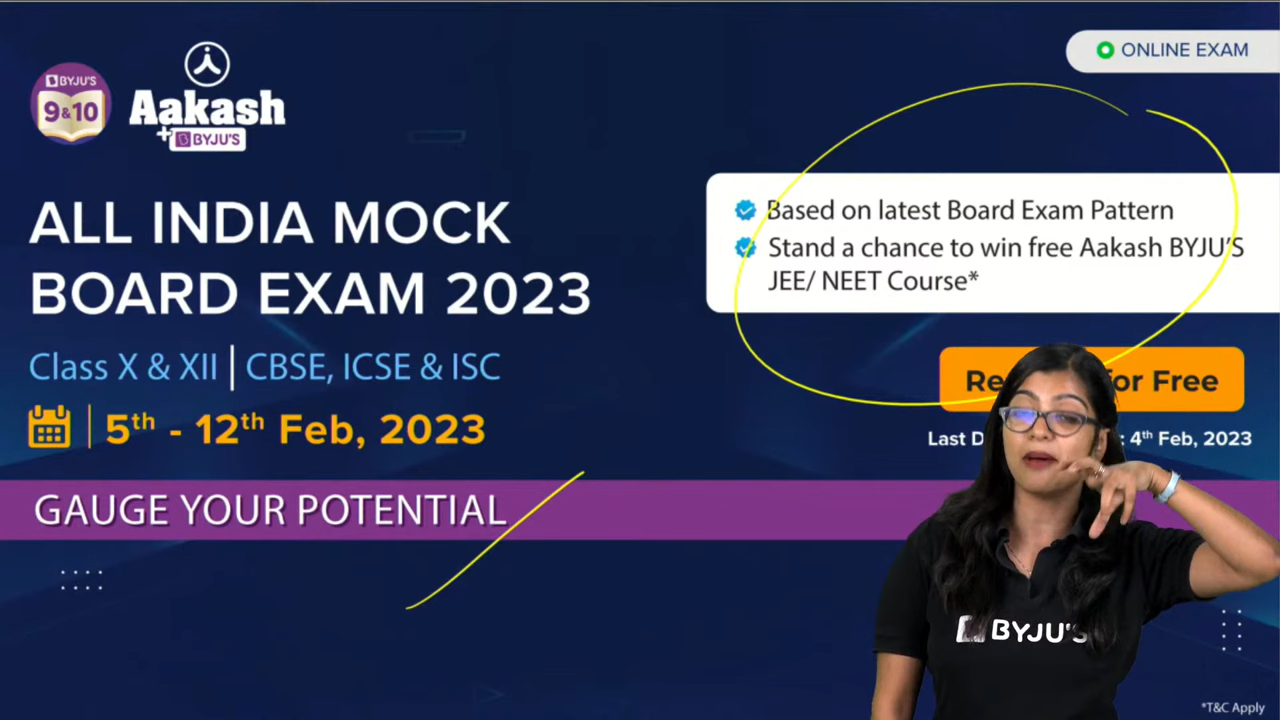 ONLINE EXAM
BYJU'S
9&10
Aakash
+ BYJU'S
ALL INDIA MOCK
BOARD EXAM 2023
Class X & XII | CBSE, ICSE & ISC
5th - 12th Feb, 2023
GAUGE YOUR POTENTIAL
Based on latest Board Exam Pattern
Stand a chance to win free Aakash BYJU'S
JEE/ NEET Course*
for Free
Last : 4th Feb, 2023
BYJU'S
*T&C Apply